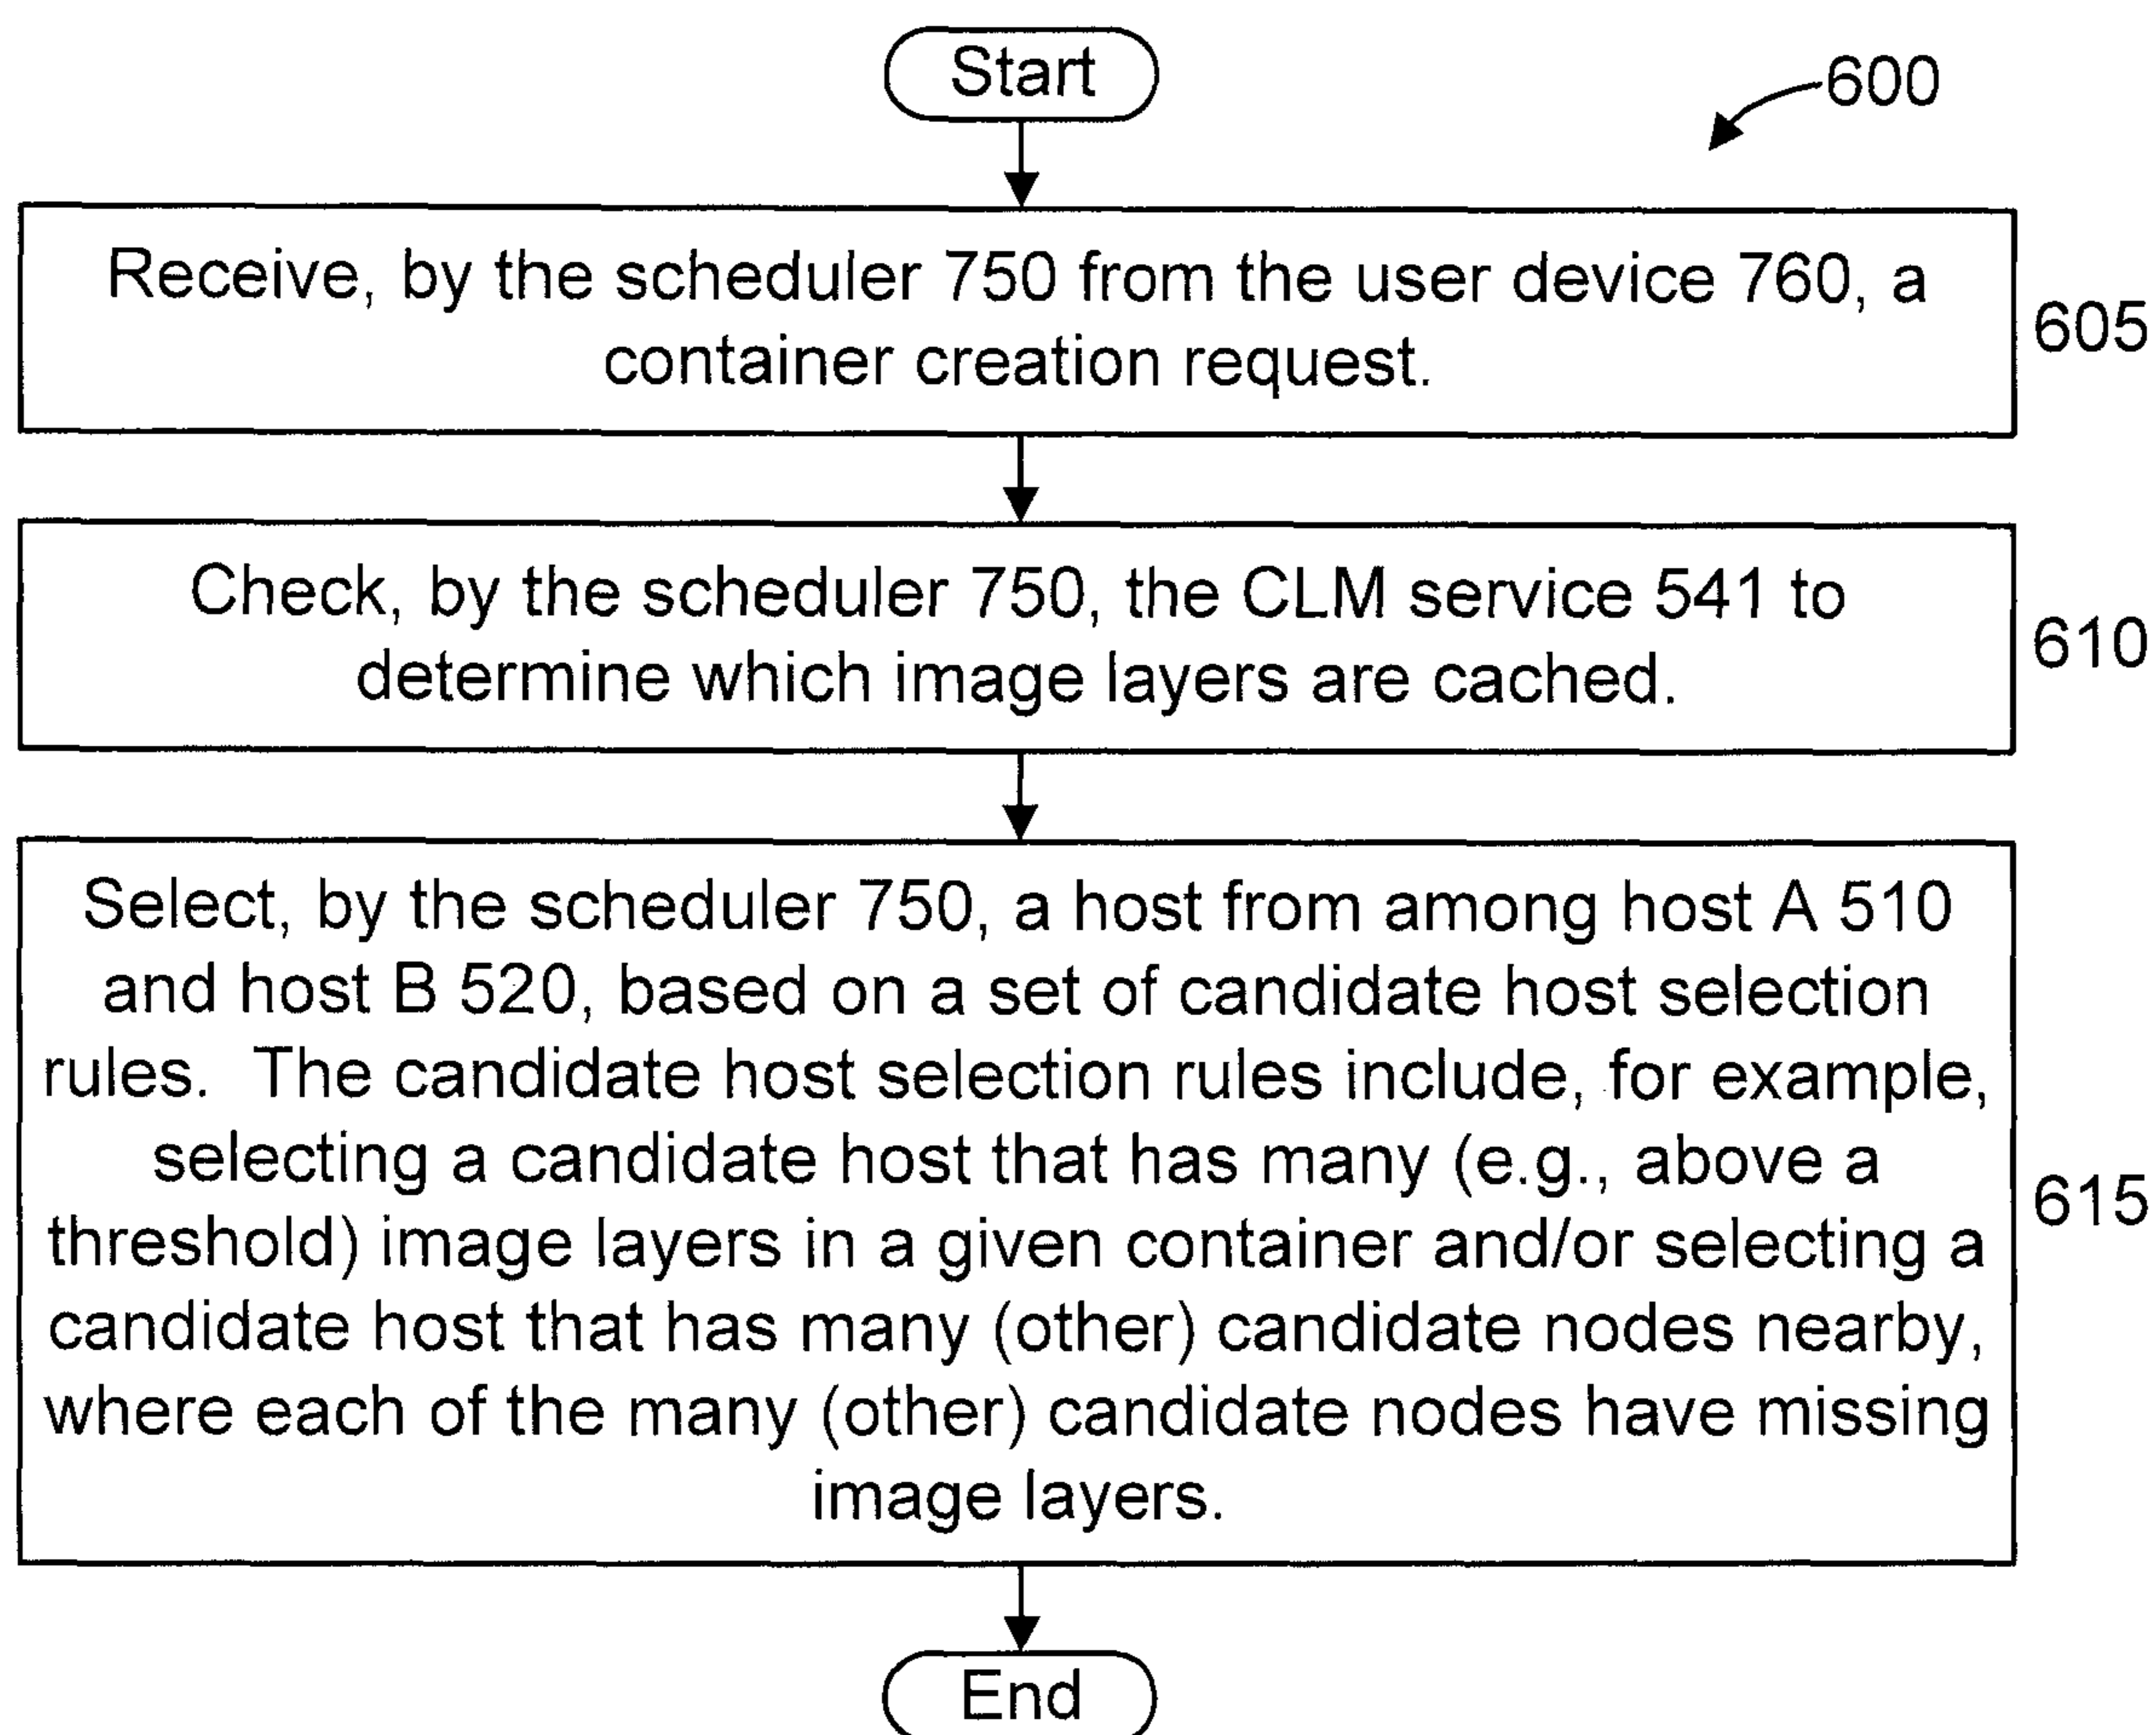 Start
600
Receive, by the scheduler 750 from the user device 760, a
container creation request.
605
Check, by the scheduler 750, the CLM service 541 to
determine which image layers are cached.
610
Select, by the scheduler 750, a host from among host A 510
and host B 520, based on a set of candidate host selection
rules.  The candidate host selection rules include, for example,
selecting a candidate host that has many (e.g., above a
threshold) image layers in a given container and/or selecting a
candidate host that has many (other) candidate nodes nearby,
where each of the many (other) candidate nodes have missing
image layers.
615
End